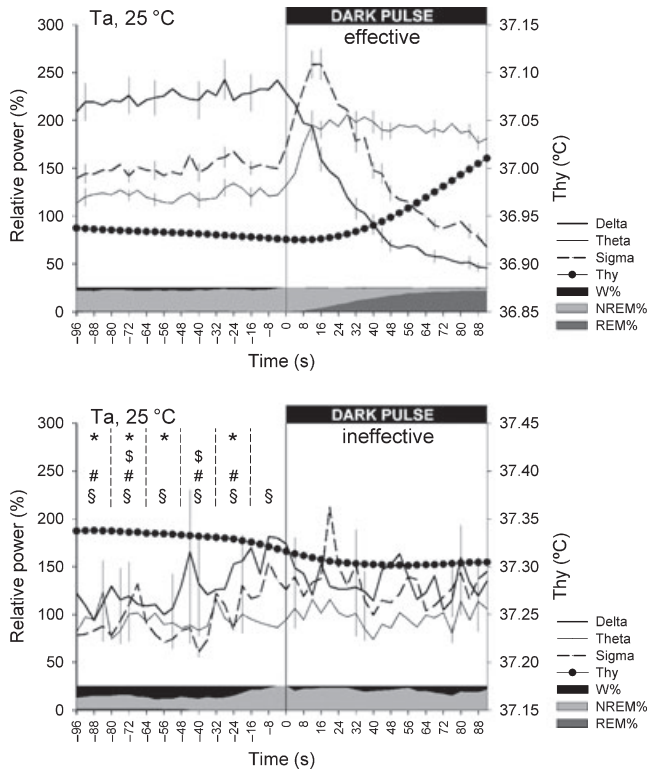 DARK PULSE
Ta, 25 °C
effective
300
250
200
150
100
50
0
Relative power (%)
37.15
37.10
37.05
37.00
36.95
36.90
36.85
Thy (ºC)
Delta
Theta
Sigma
Thy
W%
NREM%
REM%
–96 –88 –80 –72 –64 –56 –48 –40 –32 –24 –16 –8 0 8 16 24 32 40 48 56 64 72 80 88
Time (s)
DARK PULSE
Ta, 25 °C
ineffective
* * * *
$ $
# # # #
§ § § § § §
300
250
200
150
100
50
0
Relative power (%)
37.45
37.40
37.35
37.30
37.25
37.20
37.15
Thy (ºC)
Delta
Theta
Sigma
Thy
W%
NREM%
REM%
–96 –88 –80 –72 –64 –56 –48 –40 –32 –24 –16 –8 0 8 16 24 32 40 48 56 64 72 80 88
Time (s)